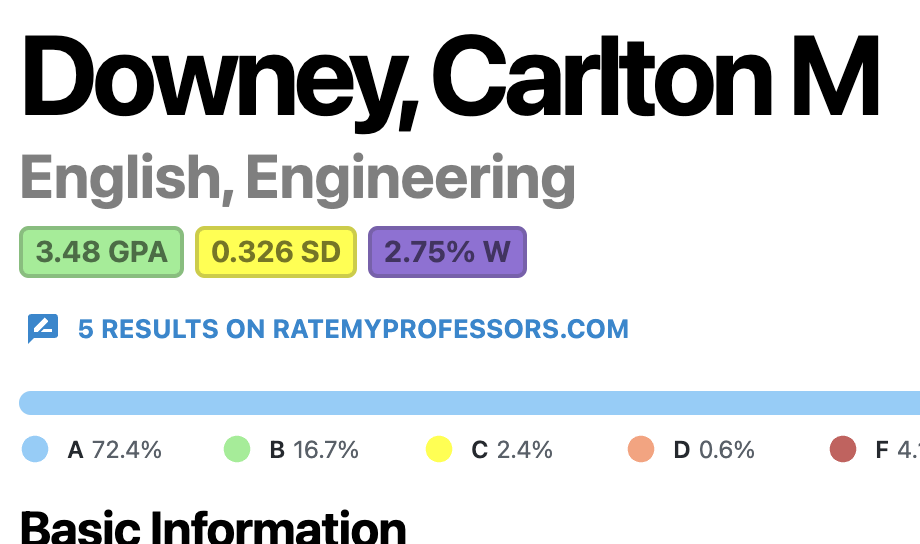 Downey, Carlton M
English, Engineering
3.48 GPA 0.326 SD 2.75% W
5 RESULTS ON RATEMYPROFESSORS.COM
A 72.4% B 16.7% C 2.4% D 0.6% F 4.
Basic Information